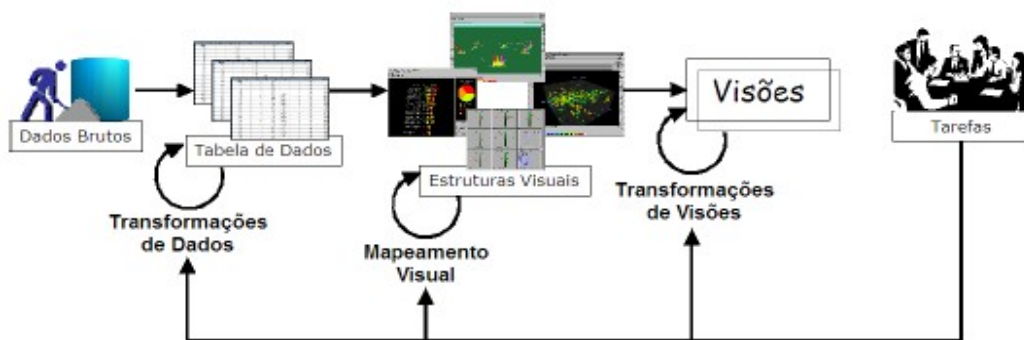 Dados Brutos
Tabela de Dados
Estruturas Visuais
Visões
Tarefas
Transformações
de Dados
Mapeamento
Visual
Transformações
de Visões